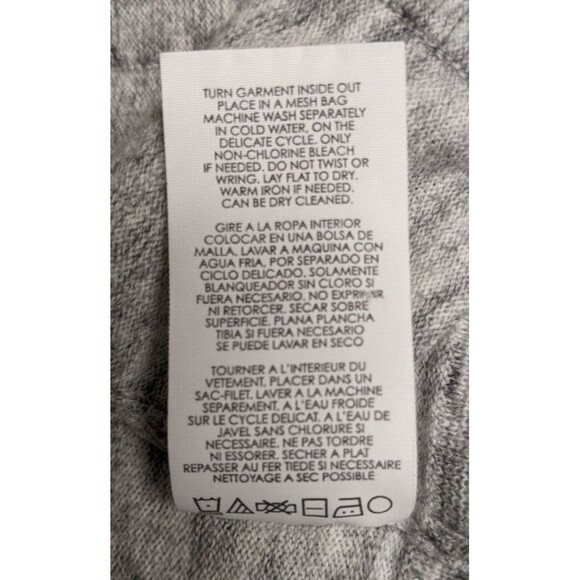 TURN GARMENT INSIDE OUT
PLACE IN A MESH BAG
MACHINE WASH SEPARATELY
IN COLD WATER, ON THE
DELICATE CYCLE. ONLY
NON-CHLORINE BLEACH
IF NEEDED. DO NOT TWIST OR
WRING. LAY FLAT TO DRY.
WARM IRON IF NEEDED.
CAN BE DRY CLEANED.
GIRE A LA ROPA INTERIOR
COLOCAR EN UNA BOLSA DE
MALLA. LAVAR A MAQUINA CON
AGUA FRIA, POR SEPARADO EN
CICLO DELICADO. SOLAMENTE
BLANQUEADOR SIN CLORO SI
FUERA NECESARIO. NO EXPRIMIR
NI RETORCER. SECAR SOBRE
SUPERFICIE. PLANA PLANCHA
TIBIA SI FUERA NECESARIO
SE PUEDE LAVAR EN SECO
TOURNER A L'INTERIEUR DU
VETEMENT. PLACER DANS UN
SAC-FILET. LAVER A LA MACHINE
SEPAREMENT. A L'EAU FROIDE
SUR LE CYCLE DELICAT. A L'EAU DE
JAVEL SANS CHLORURE SI
NECESSAIRE. NE PAS TORDRE
NI ESSORER. SECHER A PLAT
REPASSER AU FER TIEDE SI NECESSAIRE
NETTOYAGE A SEC POSSIBLE